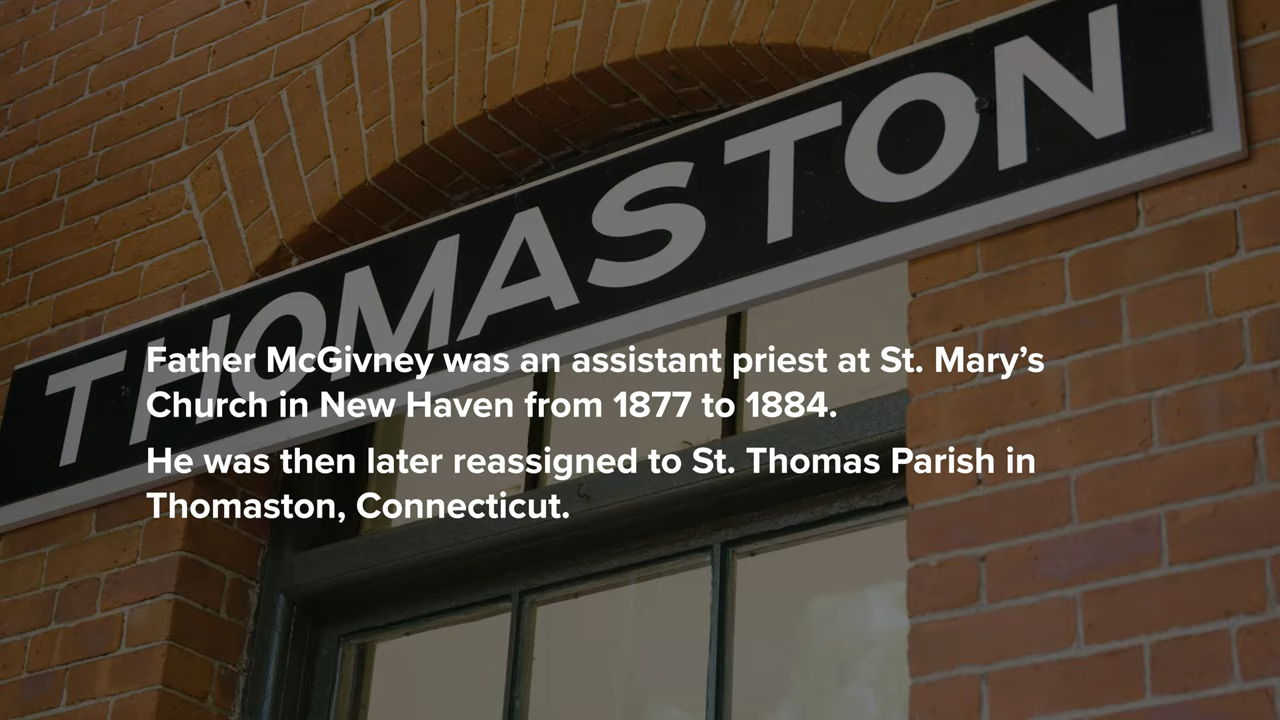 THOMASTON
Father McGivney was an assistant priest at St. Mary’s
Church in New Haven from 1877 to 1884.
He was then later reassigned to St. Thomas Parish in
Thomaston, Connecticut.